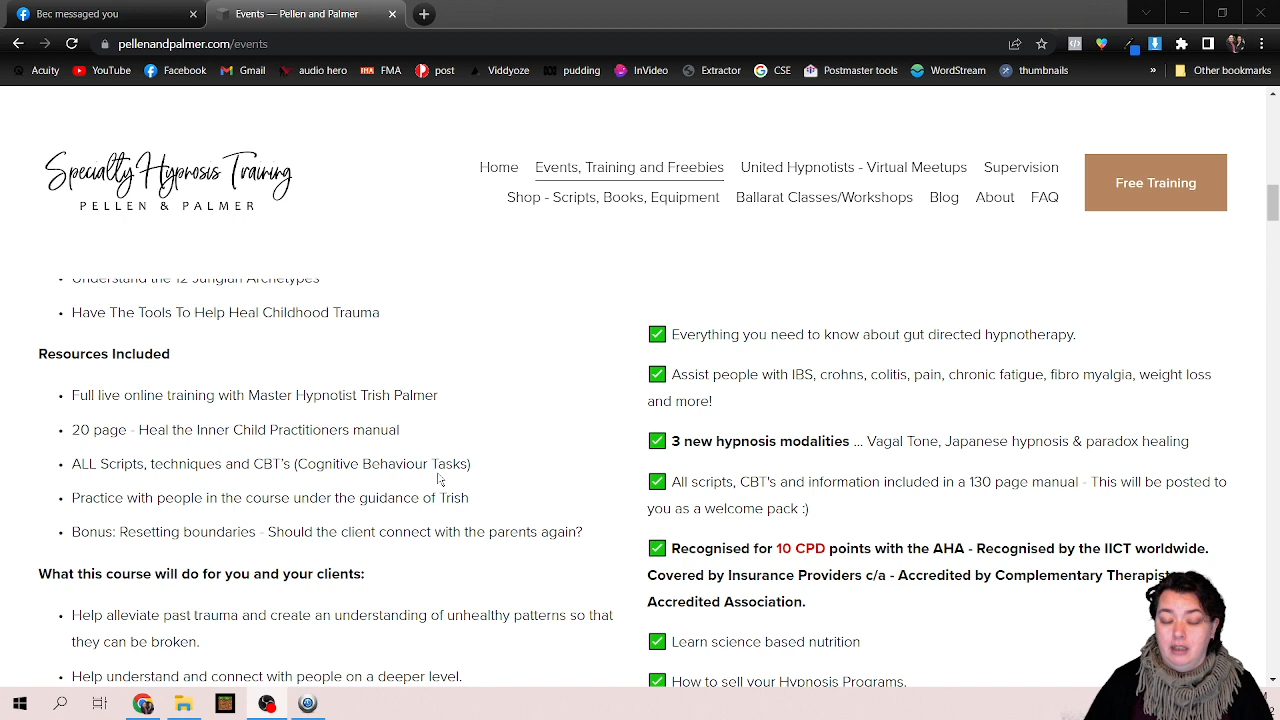 Bec messaged you
Events — Pellen and Palmer
pellenandpalmer.com/events
Acuity
YouTube
Facebook
Gmail
audio hero
IHA FMA
post
Viddyoze
pudding
InVideo
Extractor
CSE
Postmaster tools
WordStream
thumbnails
»
Other bookmarks
Specialty Hypnosis Training
PELLEN & PALMER
Home
Events, Training and Freebies
United Hypnotists - Virtual Meetups
Supervision
Shop - Scripts, Books, Equipment
Ballarat Classes/Workshops
Blog
About
FAQ
Free Training
• Understand the 12 Jungian Archetypes
• Have The Tools To Help Heal Childhood Trauma
Resources Included
• Full live online training with Master Hypnotist Trish Palmer
• 20 page - Heal the Inner Child Practitioners manual
• ALL Scripts, techniques and CBT's (Cognitive Behaviour Tasks)
• Practice with people in the course under the guidance of Trish
• Bonus: Resetting boundaries - Should the client connect with the parents again?
What this course will do for you and your clients:
• Help alleviate past trauma and create an understanding of unhealthy patterns so that
they can be broken.
• Help understand and connect with people on a deeper level.
✅ Everything you need to know about gut directed hypnotherapy.
✅ Assist people with IBS, crohns, colitis, pain, chronic fatigue, fibro myalgia, weight loss
and more!
✅ 3 new hypnosis modalities ... Vagal Tone, Japanese hypnosis & paradox healing
✅ All scripts, CBT's and information included in a 130 page manual - This will be posted to
you as a welcome pack :)
✅ Recognised for 10 CPD points with the AHA - Recognised by the IICT worldwide.
Covered by Insurance Providers c/a - Accredited by Complementary Therapist
Accredited Association.
✅ Learn science based nutrition
✅ How to sell your Hypnosis Programs.